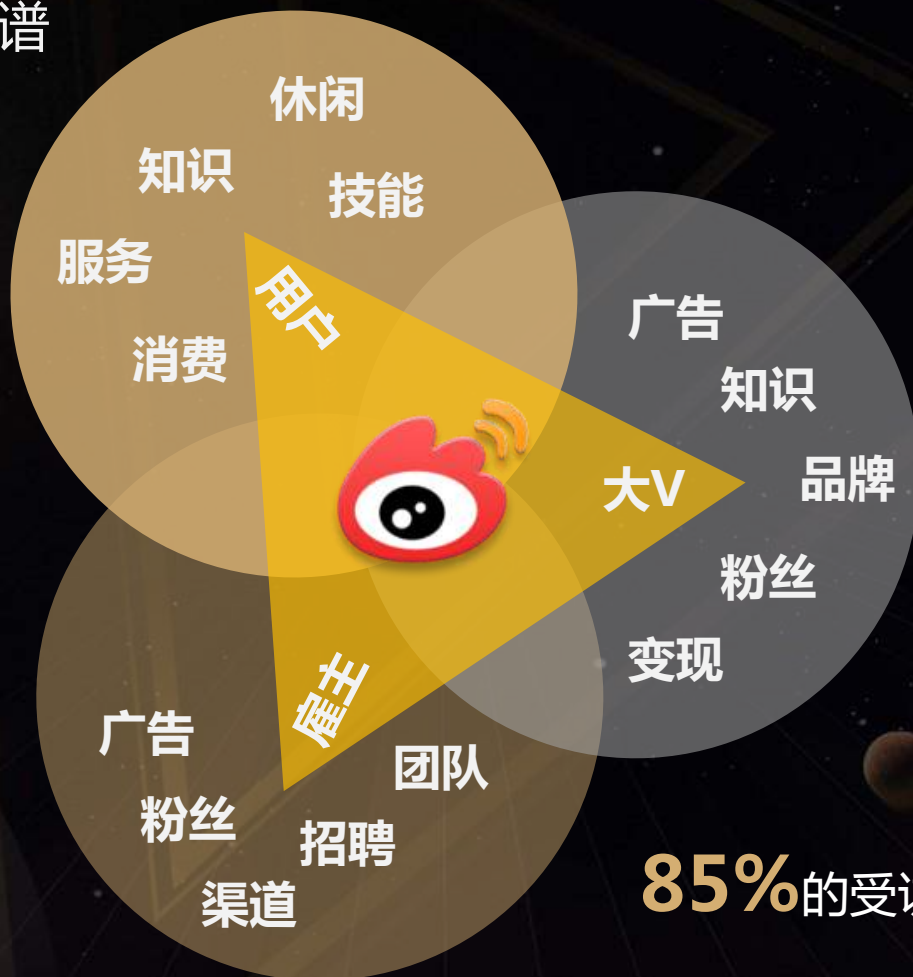 谱
休闲
知识
技能
服务
消费
用户
广告
知识
大V
品牌
粉丝
变现
雇主
广告
团队
粉丝
招聘
渠道
85%的受